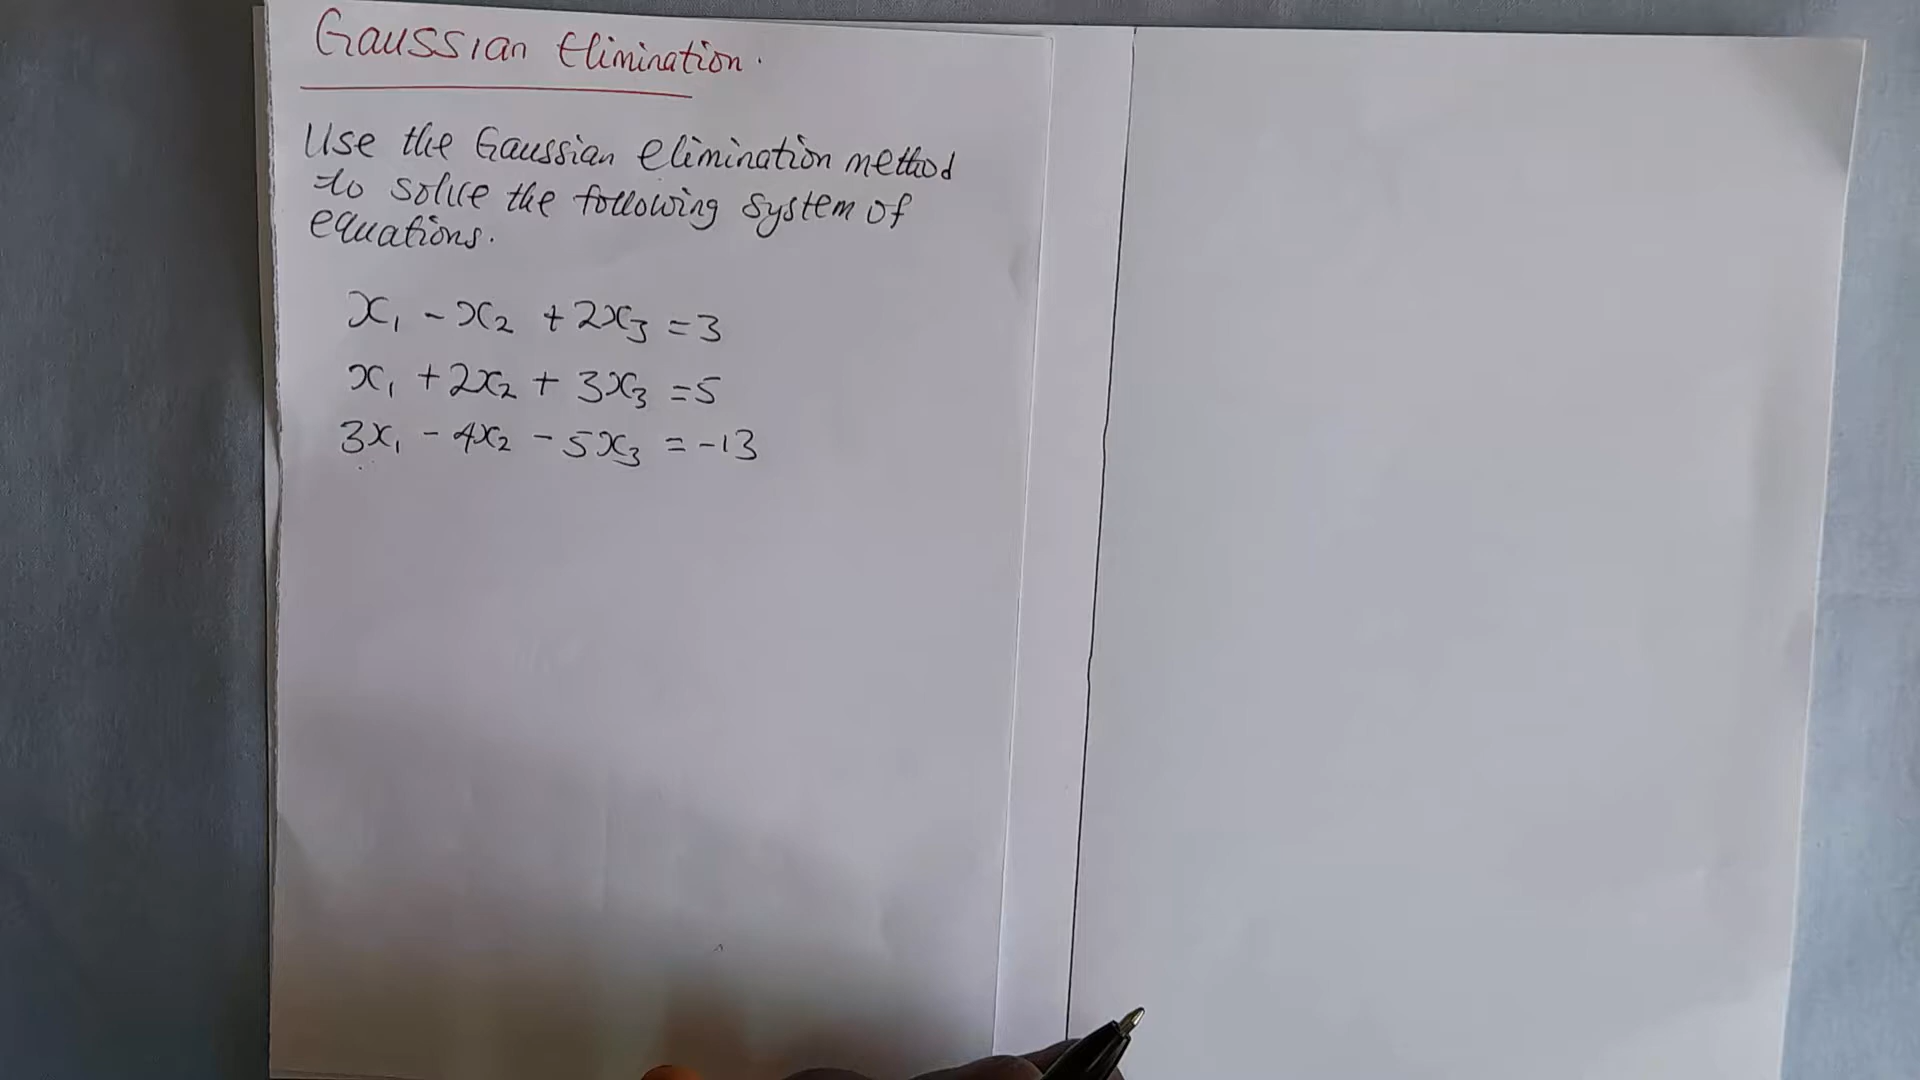 Gaussian Elimination.
Use the Gaussian elimination method
to solve the following system of
equations.
x₁ - x₂ + 2x₃ = 3
x₁ + 2x₂ + 3x₃ = 5
3x₁ - 4x₂ - 5x₃ = -13